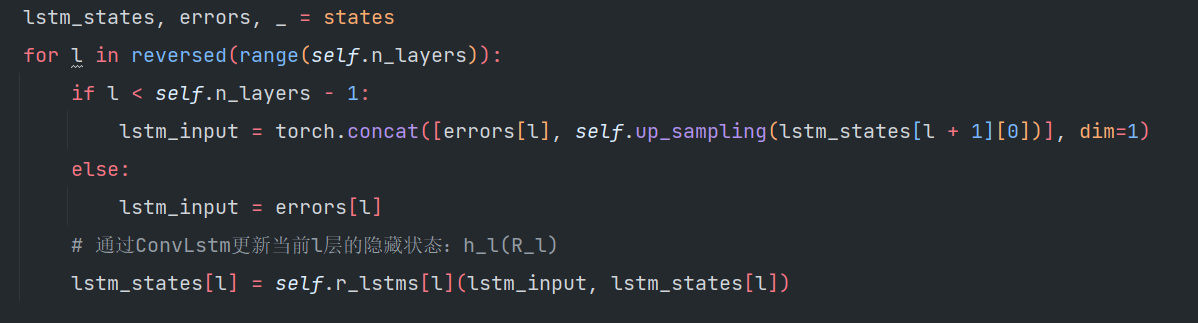 lstm_states, errors, _ = states
for l in reversed(range(self.n_layers)):
if l < self.n_layers - 1:
lstm_input = torch.concat([errors[l], self.up_sampling(lstm_states[l + 1][0])], dim=1)
else:
lstm_input = errors[l]
# 通过ConvLstm更新当前l层的隐藏状态：h_l(R_l)
lstm_states[l] = self.r_lstms[l](lstm_input, lstm_states[l])